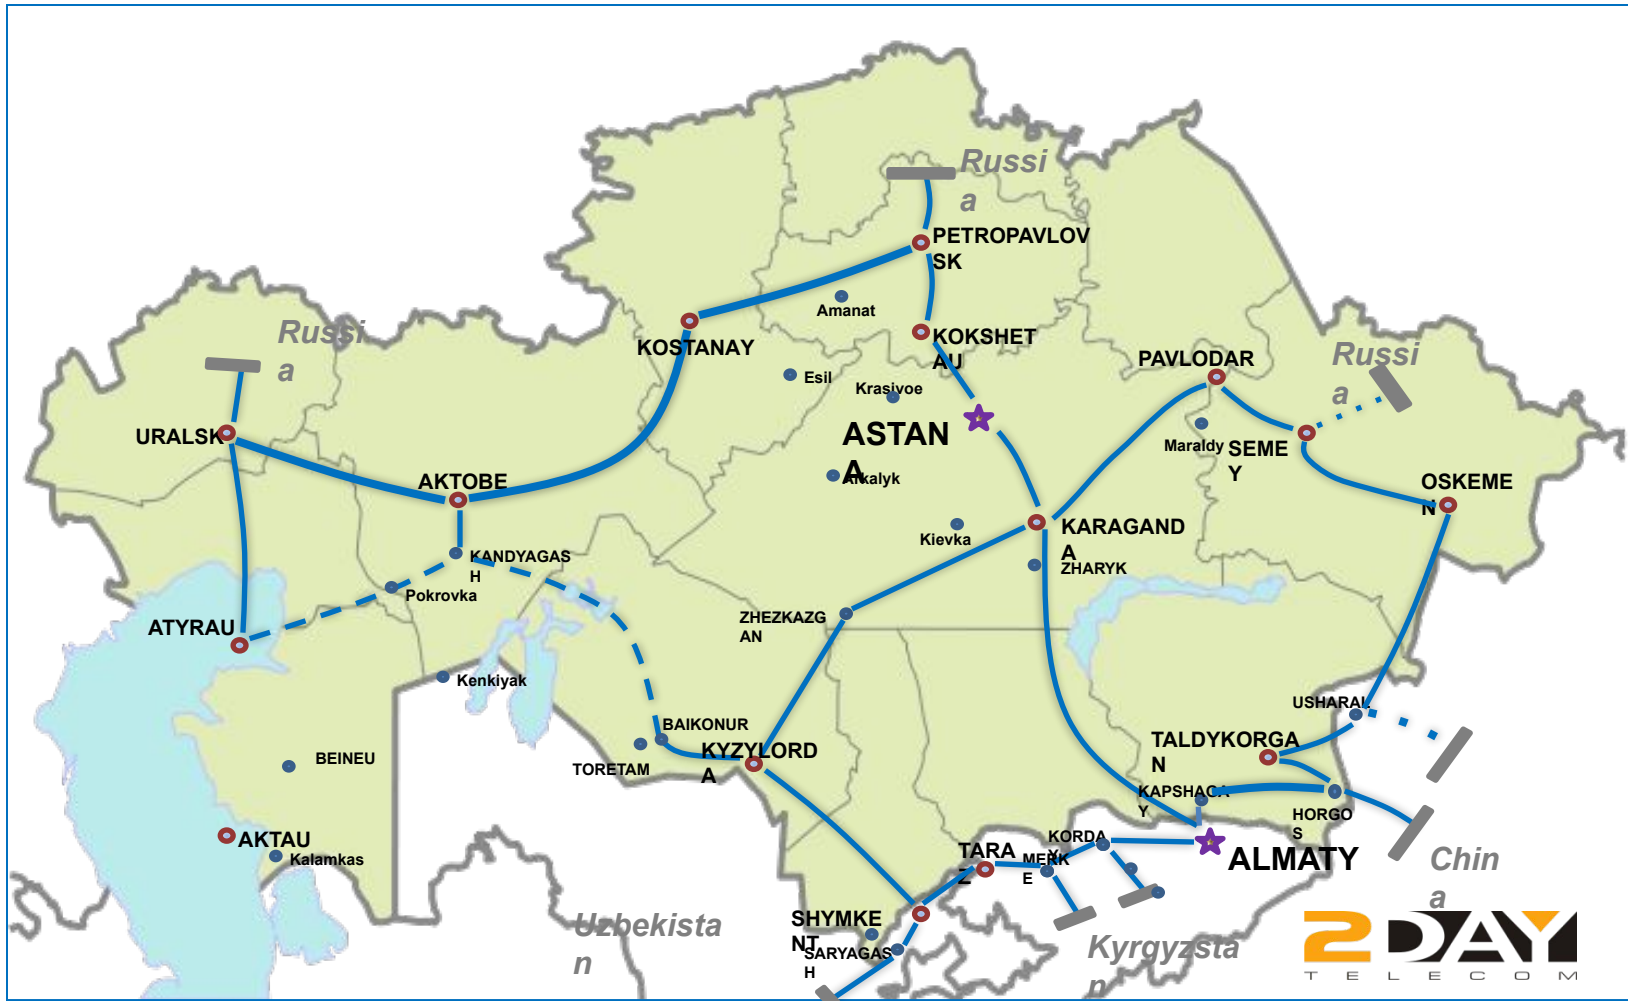 Russi
a
PETROPAVLOV
SK
Amanat
Russi
a
KOSTANAY
KOKSHET
AU
PAVLODAR
Russi
a
Esil
Krasivoe
URALSK
ASTAN
A
Maraldy
SEME
Y
AKTOBE
Arkalyk
OSKEME
N
KARAGAND
A
Kievka
KANDYAGAS
H
ZHARYK
Pokrovka
ZHEZKAZG
AN
ATYRAU
Kenkiyak
USHARAL
BAIKONUR
KYZYLORD
A
TALDYKORGA
N
BEINEU
TORETAM
KAPSHAGA
Y
HORGO
S
AKTAU
Kalamkas
KORDA
Y
TARA
Z
MERK
E
ALMATY
Chin
a
SHYMKE
NT
SARYAGAS
H
Uzbekista
n
Kyrgyzsta
n
2DAY
TELECOM